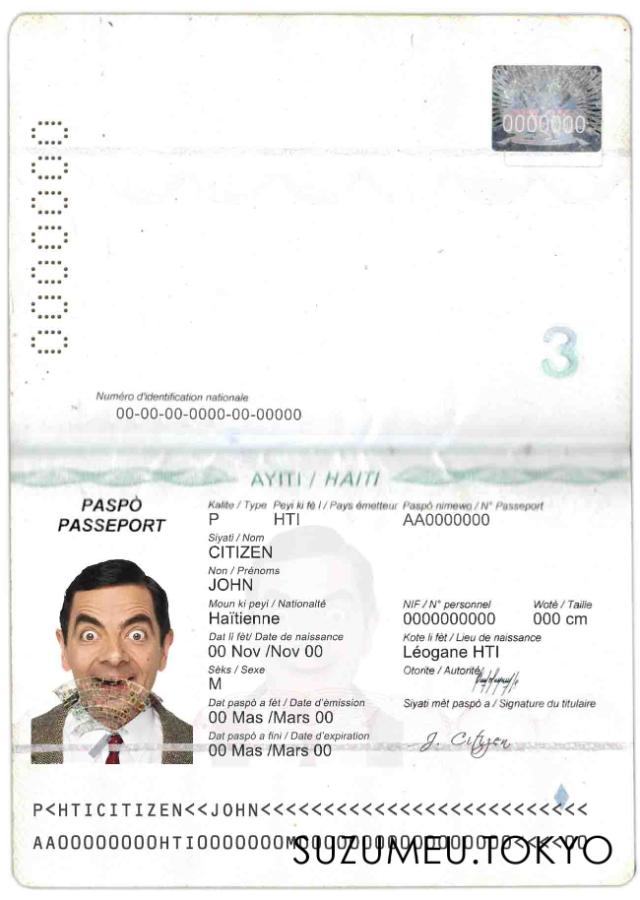 0000000
0000000
3
Numéro d'identification nationale
00-00-00-0000-00-00000
AYITI / HAITI
PASPÒ
PASSEPORT
Kalite / Type Peyi ki fè l / Pays émetteur Paspò nimewo / N° Passeport
P HTI AA0000000
Siyati / Nom
CITIZEN
Non / Prénoms
JOHN
Moun ki peyi / Nationalté NIF / N° personnel Wotè / Taille
Haïtienne 0000000000 000 cm
Dat li fèt/ Date de naissance Kote li fèt / Lieu de naissance
00 Nov /Nov 00 Léogane HTI
Sèks / Sexe Otorite / Autorité
M
Dat paspò a fèt / Date d'émission Siyati mèt paspò a / Signature du titulaire
00 Mas /Mars 00
Dat paspò a fini / Date d'expiration J. Citizen
00 Mas /Mars 00
P<HTICITIZEN<<JOHN<<<<<<<<<<<<<<<<<<<<<<<<<<
SUZUMEU.TOKYO